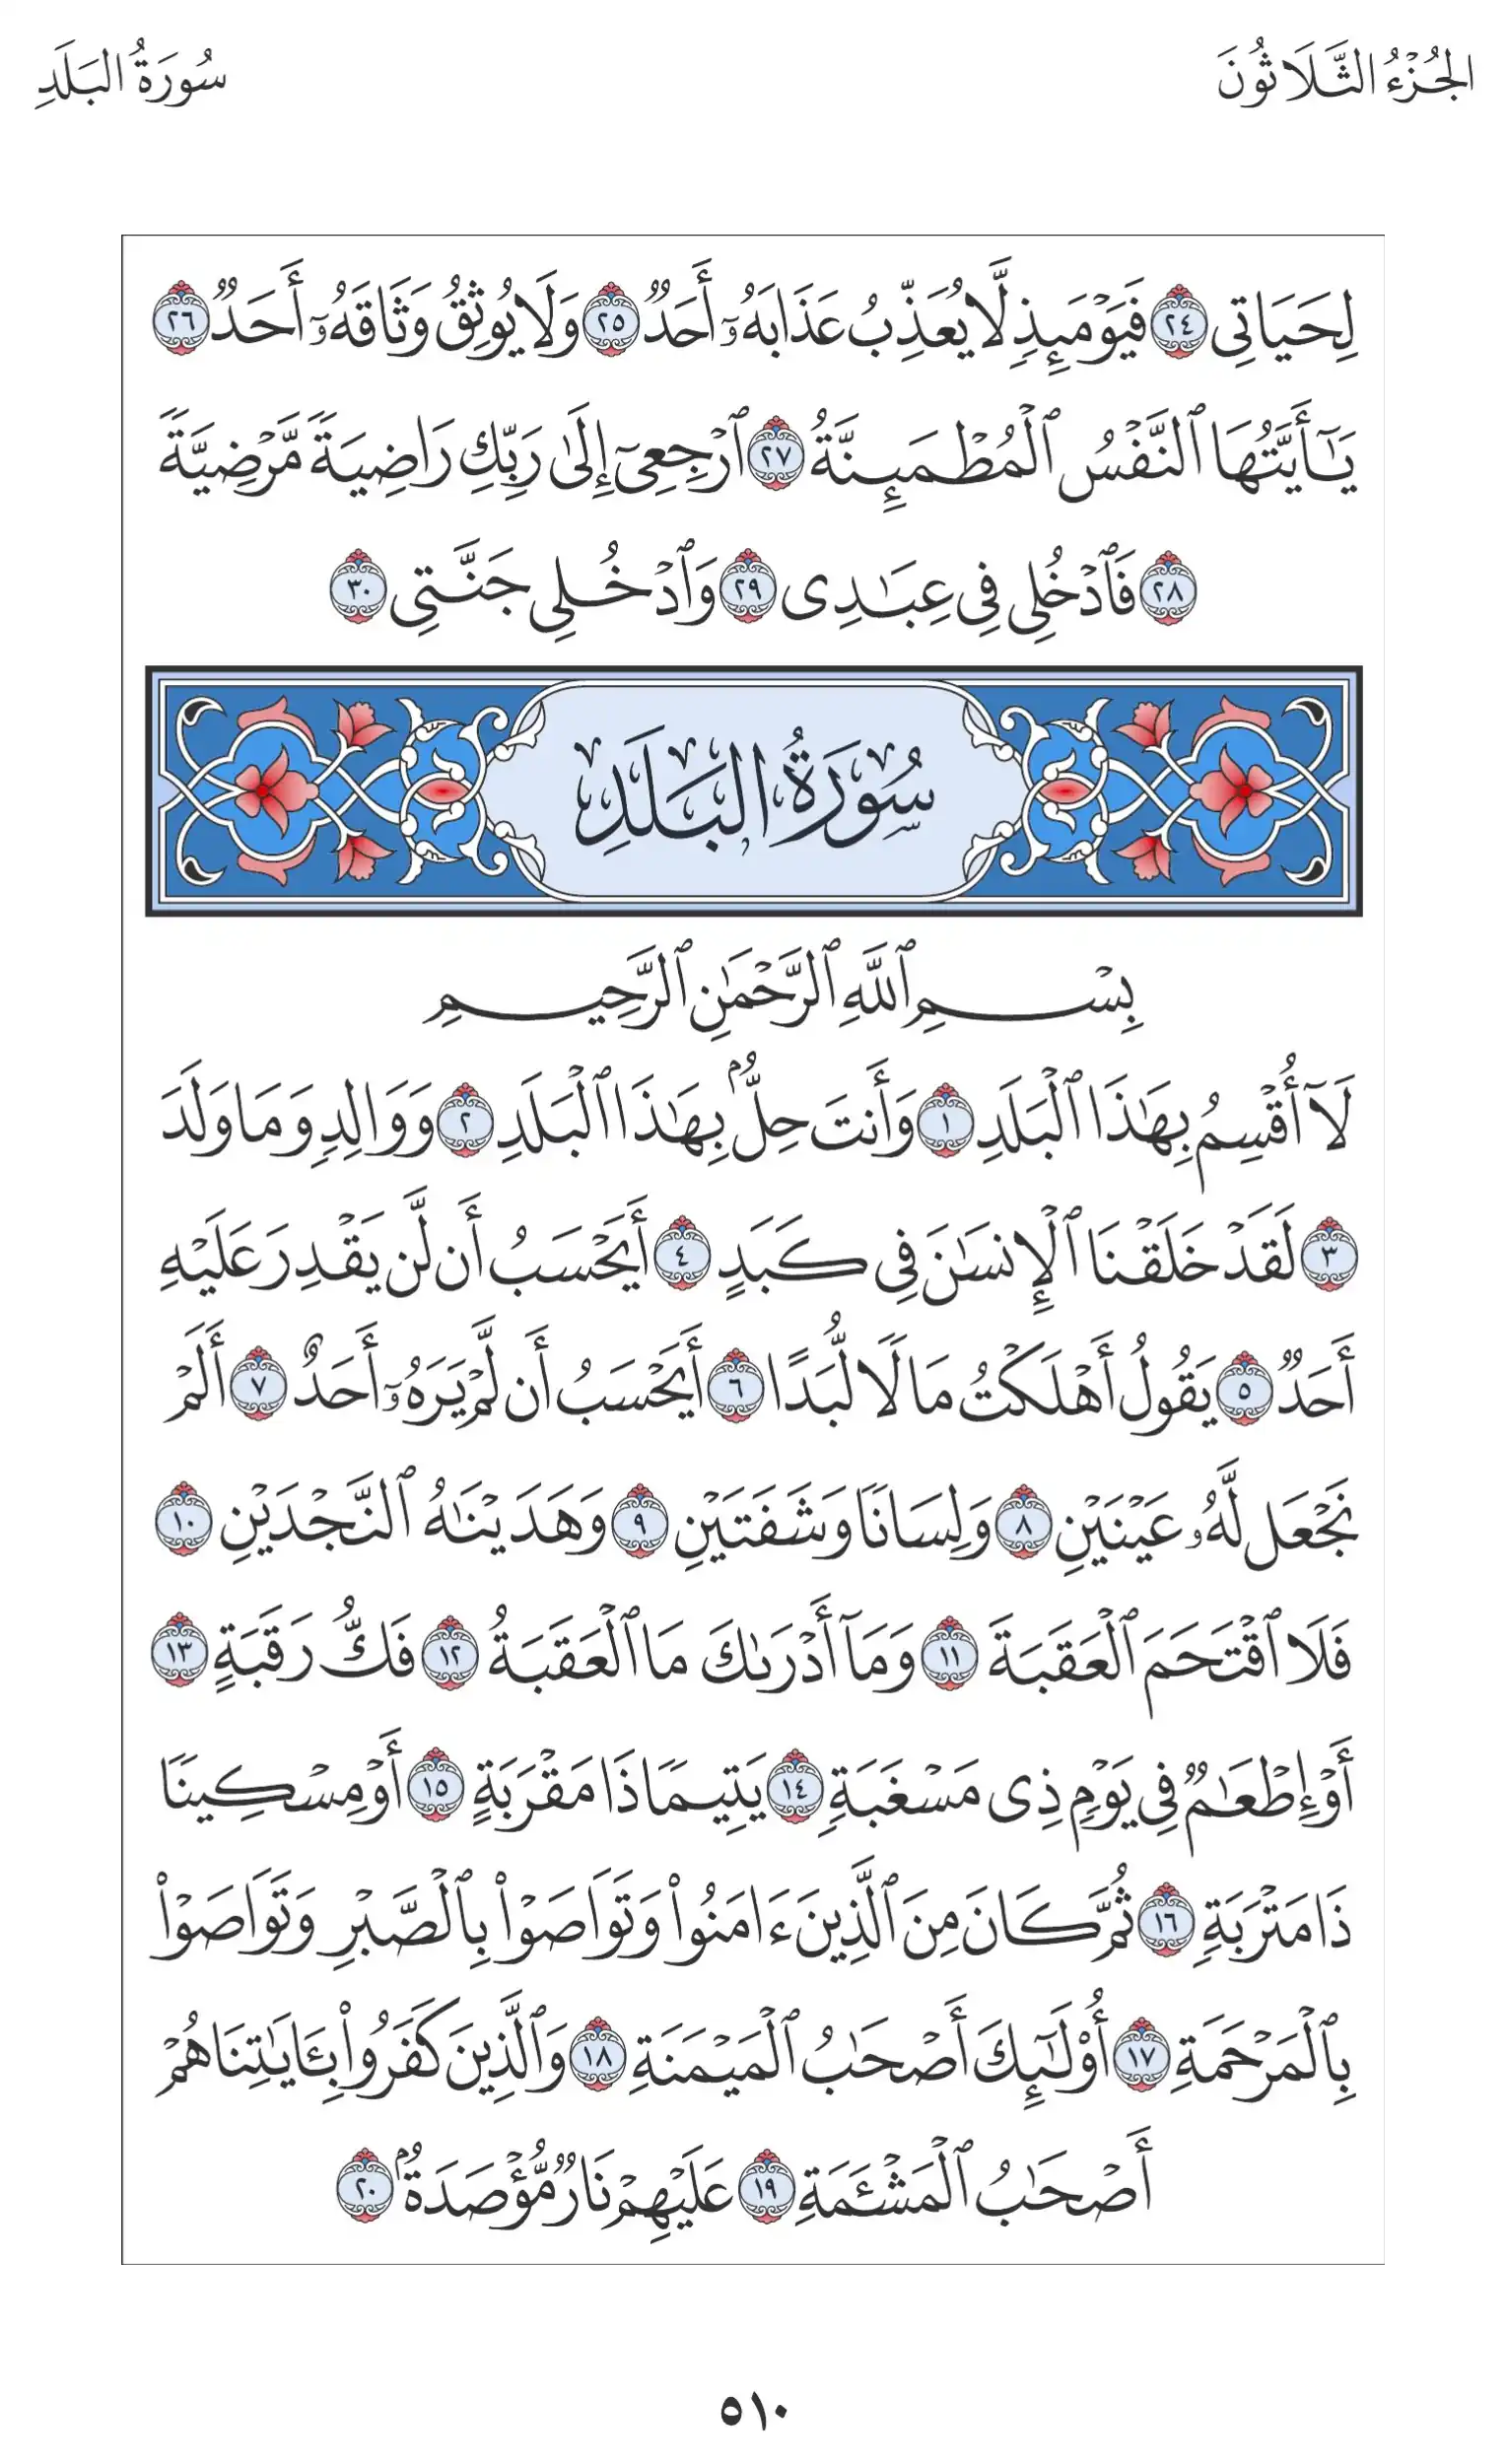 الجُزْءُ الثَّلَاثُونَ
سُورَةُ البَلَدِ
لِحَيَاتِى ٢٤ فَيَوْمَئِذٍ لَّا يُعَذِّبُ عَذَابَهُۥٓ أَحَدٌ ٢٥ وَلَا يُوثِقُ وَثَاقَهُۥٓ أَحَدٌ ٢٦
يَـٰٓأَيَّتُهَا ٱلنَّفْسُ ٱلْمُطْمَئِنَّةُ ٢٧ ٱرْجِعِىٓ إِلَىٰ رَبِّكِ رَاضِيَةً مَّرْضِيَّةً
٢٨ فَٱدْخُلِى فِى عِبَـٰدِى ٢٩ وَٱدْخُلِى جَنَّتِى ٣٠
سُورَةُ البَلَدِ
بِسْمِ ٱللَّهِ ٱلرَّحْمَـٰنِ ٱلرَّحِيمِ
لَآ أُقْسِمُ بِهَـٰذَا ٱلْبَلَدِ ١ وَأَنتَ حِلٌّۢ بِهَـٰذَا ٱلْبَلَدِ ٢ وَوَالِدٍ وَمَا وَلَدَ
٣ لَقَدْ خَلَقْنَا ٱلْإِنسَـٰنَ فِى كَبَدٍ ٤ أَيَحْسَبُ أَن لَّن يَقْدِرَ عَلَيْهِ
أَحَدٌ ٥ يَقُولُ أَهْلَكْتُ مَالًا لُّبَدًا ٦ أَيَحْسَبُ أَن لَّمْ يَرَهُۥٓ أَحَدٌ ٧ أَلَمْ
نَجْعَل لَّهُۥ عَيْنَيْنِ ٨ وَلِسَانًا وَشَفَتَيْنِ ٩ وَهَدَيْنَـٰهُ ٱلنَّجْدَيْنِ ١٠
فَلَا ٱقْتَحَمَ ٱلْعَقَبَةَ ١١ وَمَآ أَدْرَىٰكَ مَا ٱلْعَقَبَةُ ١٢ فَكُّ رَقَبَةٍ ١٣
أَوْ إِطْعَـٰمٌ فِى يَوْمٍ ذِى مَسْغَبَةٍ ١٤ يَتِيمًا ذَا مَقْرَبَةٍ ١٥ أَوْ مِسْكِينًا
ذَا مَتْرَبَةٍ ١٦ ثُمَّ كَانَ مِنَ ٱلَّذِينَ ءَامَنُوا۟ وَتَوَاصَوْا۟ بِٱلصَّبْرِ وَتَوَاصَوْا۟
بِٱلْمَرْحَمَةِ ١٧ أُو۟لَـٰٓئِكَ أَصْحَـٰبُ ٱلْمَيْمَنَةِ ١٨ وَٱلَّذِينَ كَفَرُوا۟ بِـَٔايَـٰتِنَا هُمْ
أَصْحَـٰبُ ٱلْمَشْـَٔمَةِ ١٩ عَلَيْهِمْ نَارٌ مُّؤْصَدَةٌۢ ٢٠
٥١٠